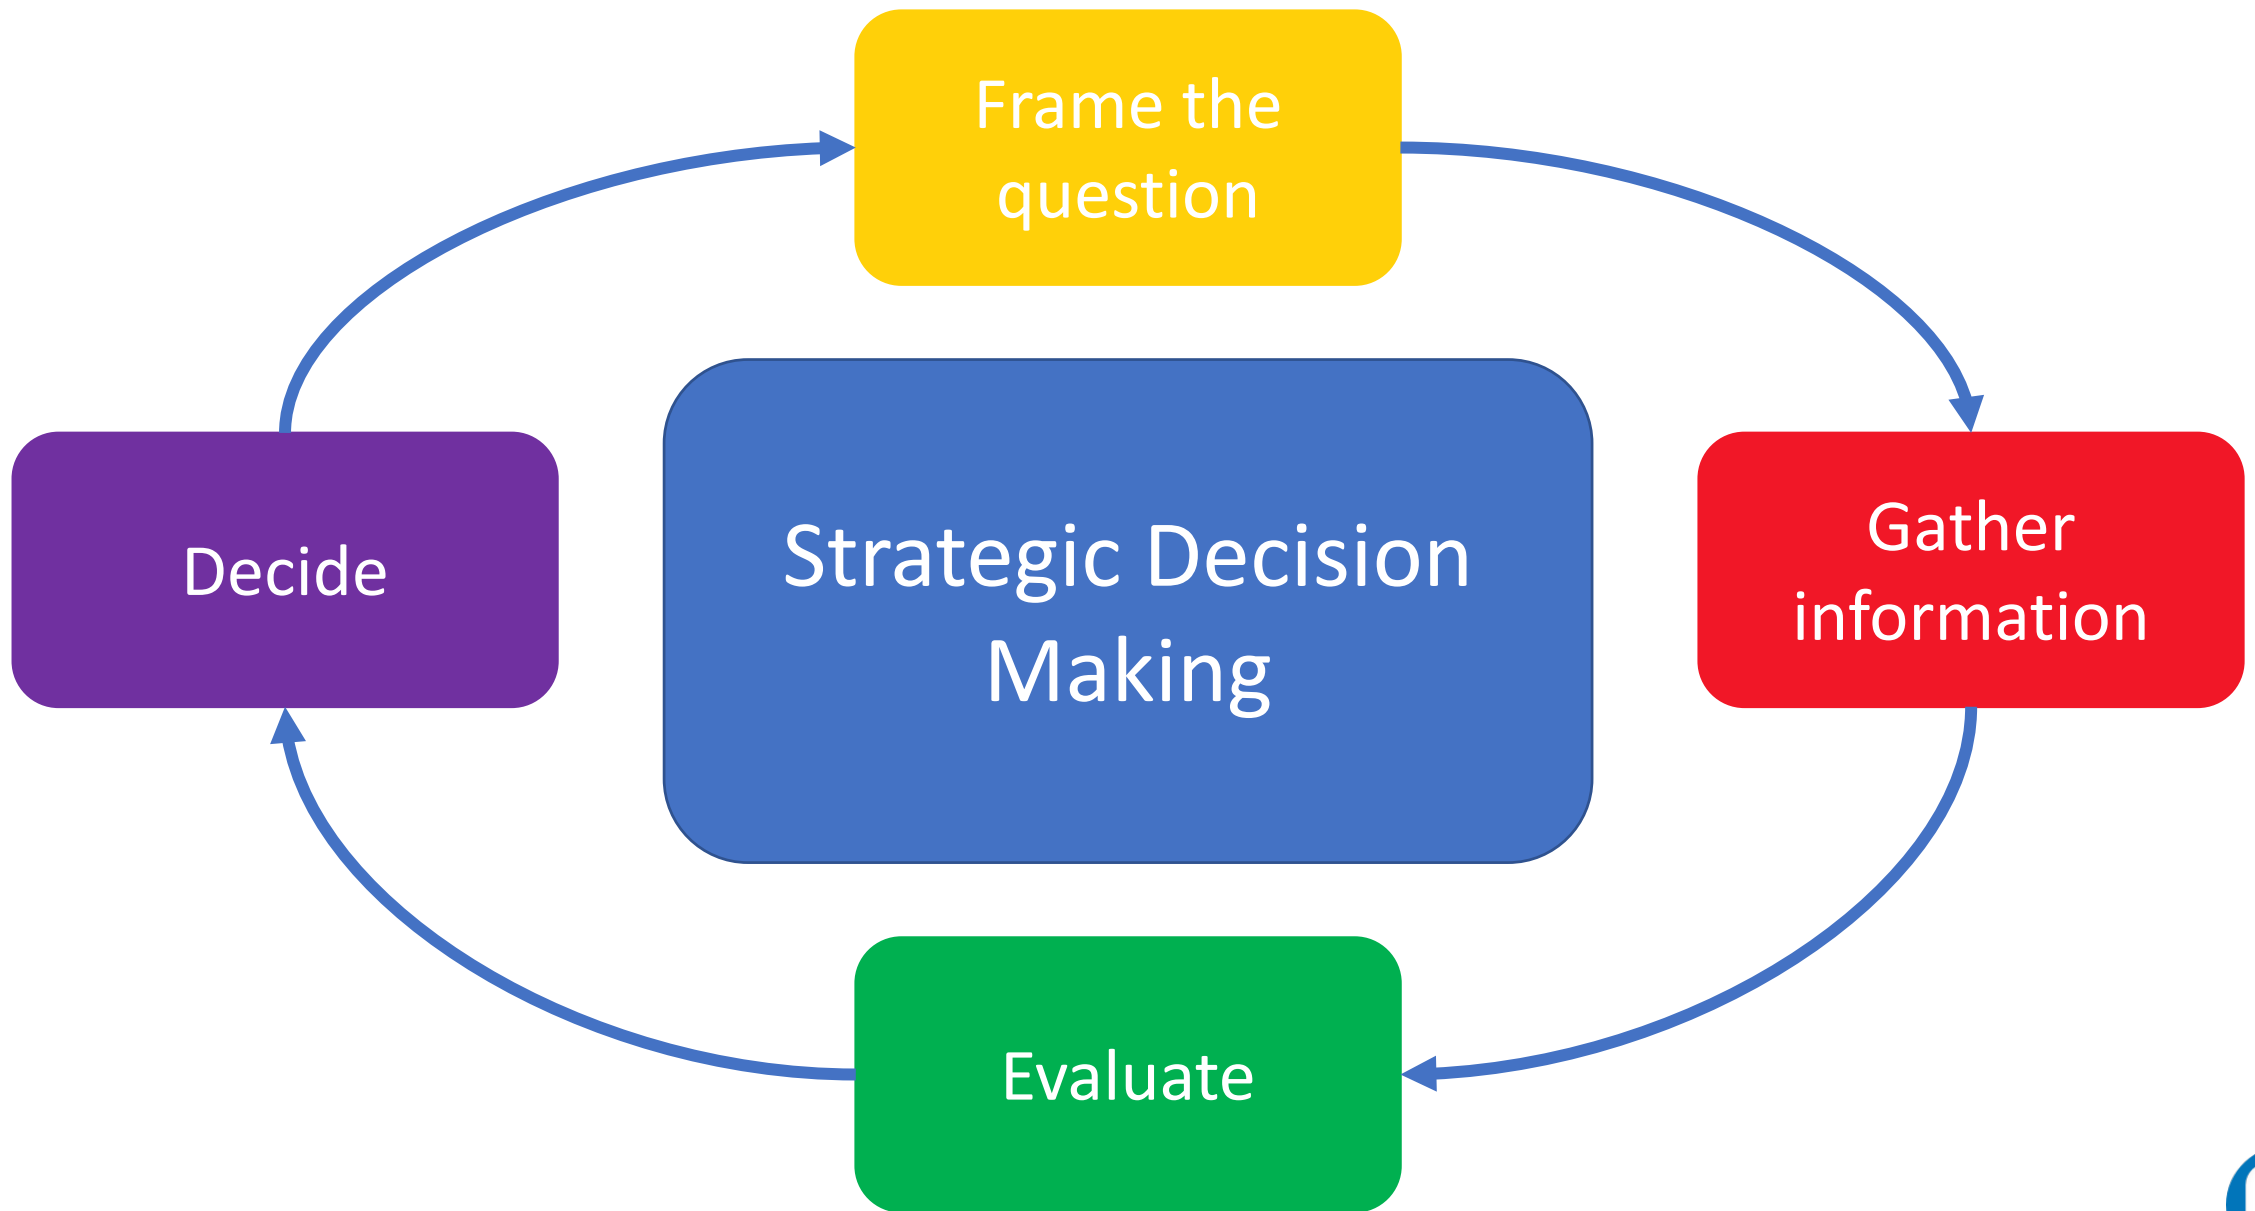 Frame the
question
Gather
information
Strategic Decision
Making
Decide
Evaluate